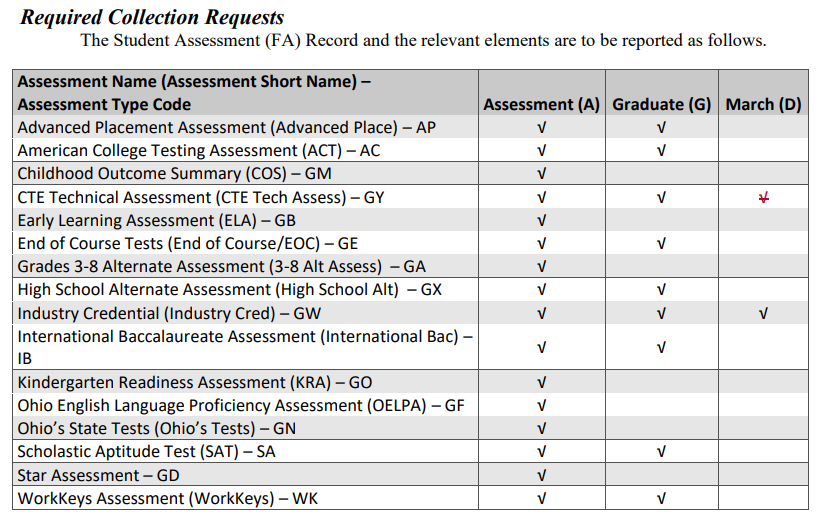 Required Collection Requests
The Student Assessment (FA) Record and the relevant elements are to be reported as follows.
Assessment Name (Assessment Short Name) –
Assessment Type Code Assessment (A) Graduate (G) March (D)
Advanced Placement Assessment (Advanced Place) – AP √ √
American College Testing Assessment (ACT) – AC √ √
Childhood Outcome Summary (COS) – GM √
CTE Technical Assessment (CTE Tech Assess) – GY √ √ √
Early Learning Assessment (ELA) – GB √
End of Course Tests (End of Course/EOC) – GE √ √
Grades 3-8 Alternate Assessment (3-8 Alt Assess) – GA √
High School Alternate Assessment (High School Alt) – GX √ √
Industry Credential (Industry Cred) – GW √ √ √
International Baccalaureate Assessment (International Bac) –
IB √ √
Kindergarten Readiness Assessment (KRA) – GO √
Ohio English Language Proficiency Assessment (OELPA) – GF √
Ohio’s State Tests (Ohio’s Tests) – GN √
Scholastic Aptitude Test (SAT) – SA √ √
Star Assessment – GD √
WorkKeys Assessment (WorkKeys) – WK √ √